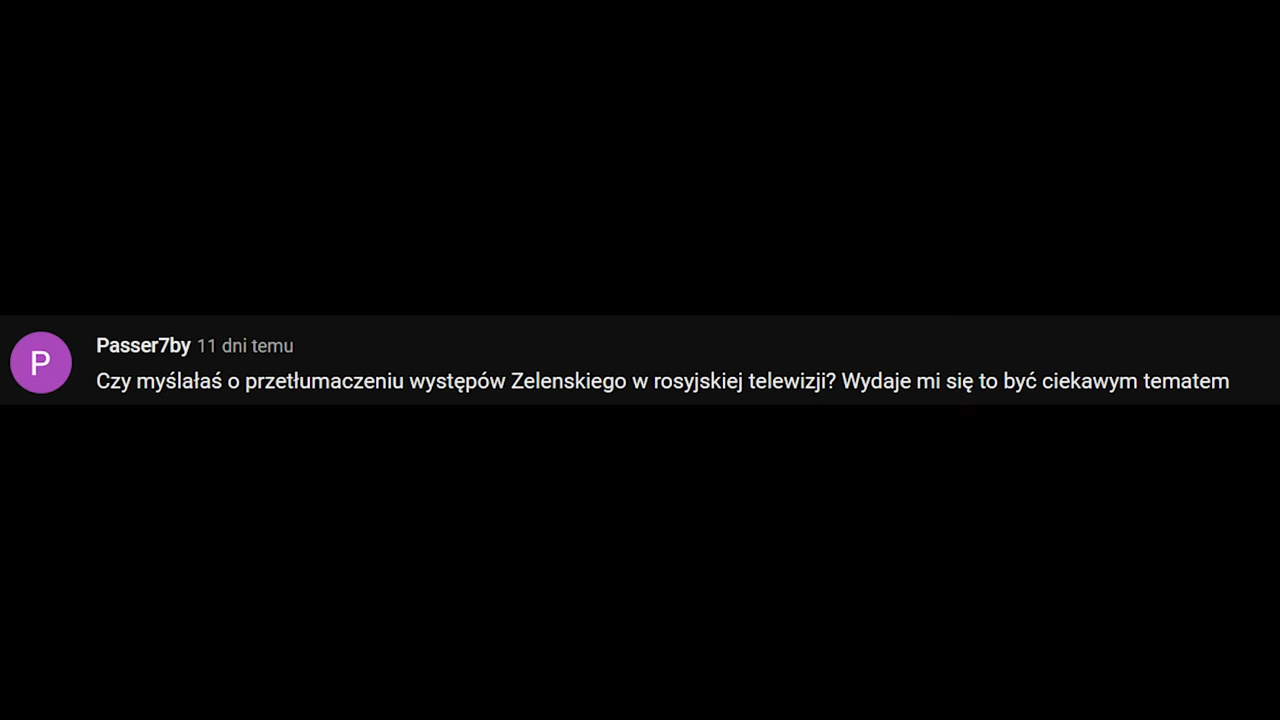 P
Passer7by 11 dni temu
Czy myślałaś o przetłumaczeniu występów Zelenskiego w rosyjskiej telewizji? Wydaje mi się to być ciekawym tematem